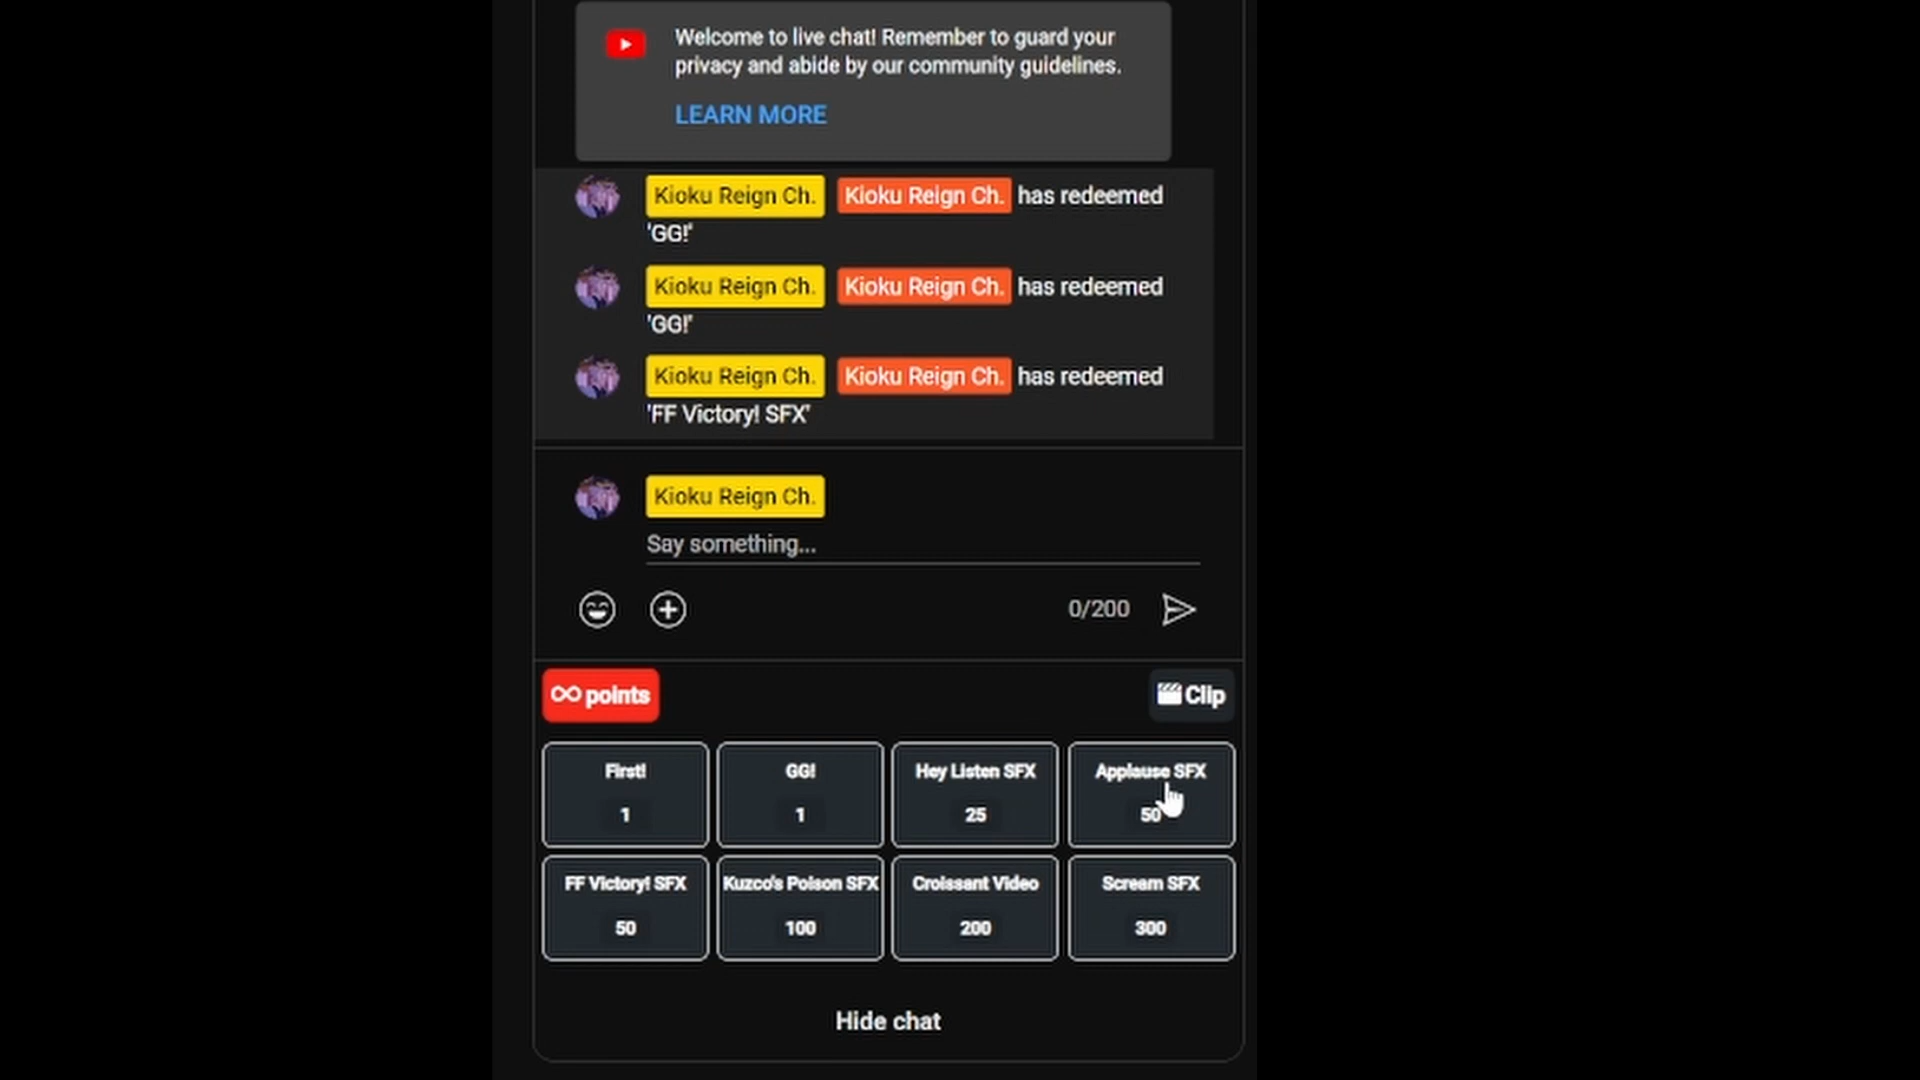 Welcome to live chat! Remember to guard your
privacy and abide by our community guidelines.
LEARN MORE
Kioku Reign Ch. Kioku Reign Ch. has redeemed
'GG!'
Kioku Reign Ch. Kioku Reign Ch. has redeemed
'GG!'
Kioku Reign Ch. Kioku Reign Ch. has redeemed
'FF Victory! SFX'
Kioku Reign Ch.
Say something...
0/200
∞ points Clip
First! GG! Hey Listen SFX Applause SFX
1 1 25 50
FF Victory! SFX Kuzco's Poison SFX Croissant Video Scream SFX
50 100 200 300
Hide chat